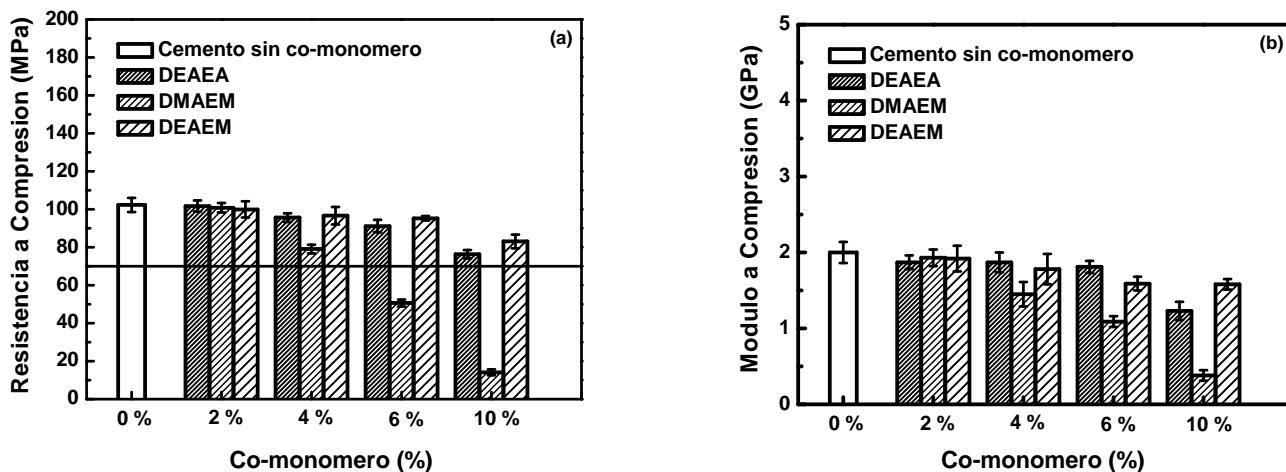 (a)
Resistencia a Compresion (MPa)
200
180
160
140
120
100
80
60
40
20
0
Cemento sin co-monomero
DEAEA
DMAEM
DEAEM
0 %
2 %
4 %
6 %
10 %
Co-monomero (%)
(b)
Modulo a Compresion (GPa)
5
4
3
2
1
0
Cemento sin co-monomero
DEAEA
DMAEM
DEAEM
0 %
2 %
4 %
6 %
10 %
Co-monomero (%)